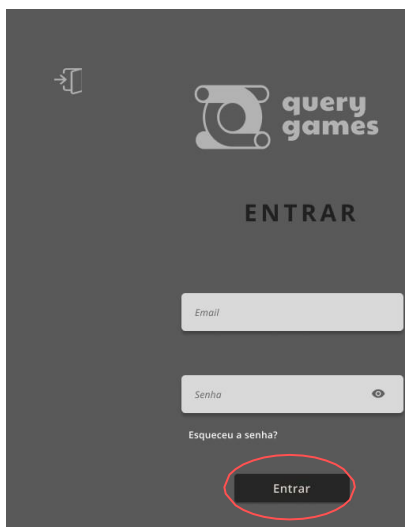 query
games
ENTRAR
Email
Senha
Esqueceu a senha?
Entrar